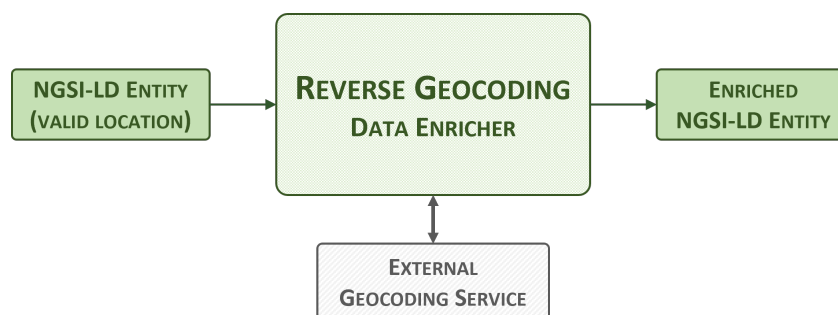 NGSI-LD ENTITY
(VALID LOCATION)
REVERSE GEOCODING
DATA ENRICHER
ENRICHED
NGSI-LD ENTITY
EXTERNAL
GEOCODING SERVICE